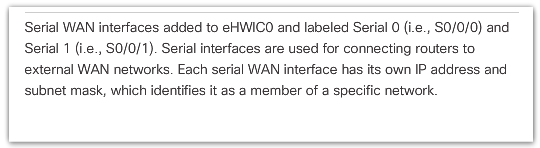 Serial WAN interfaces added to eHWIC0 and labeled Serial 0 (i.e., S0/0/0) and
Serial 1 (i.e., S0/0/1). Serial interfaces are used for connecting routers to
external WAN networks. Each serial WAN interface has its own IP address and
subnet mask, which identifies it as a member of a specific network.